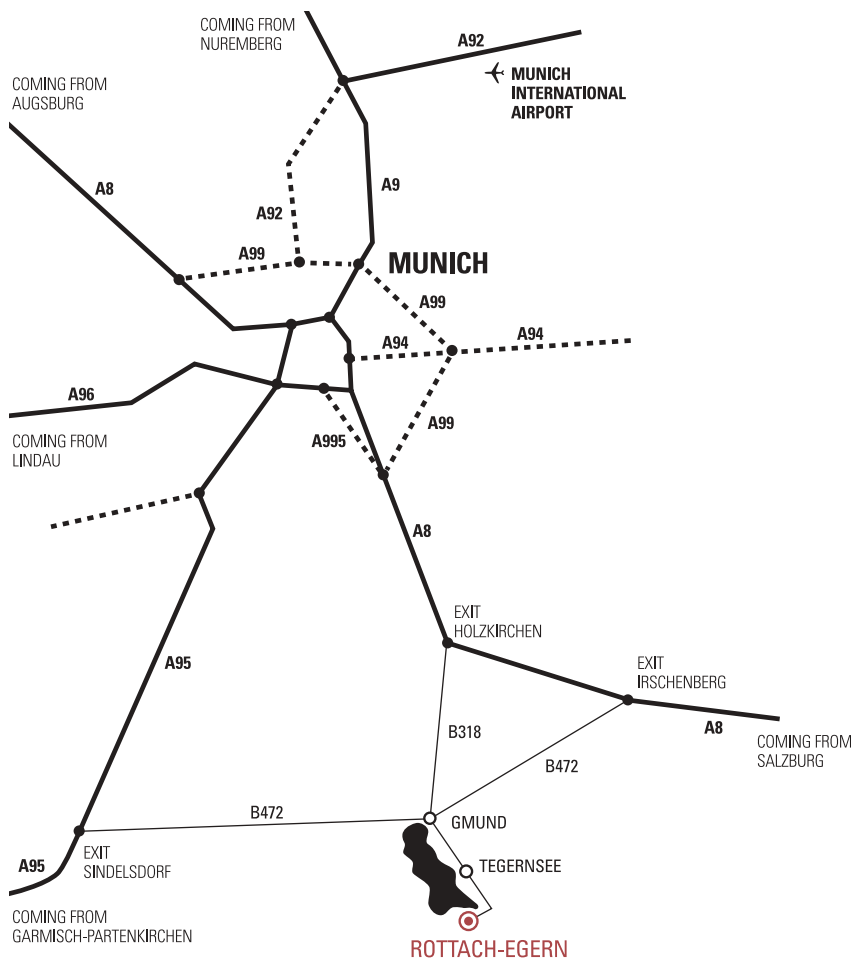 COMING FROM
NUREMBERG
A92
MUNICH
INTERNATIONAL
AIRPORT
COMING FROM
AUGSBURG
A8
A9
A92
A99
MUNICH
A99
A94
A94
A96
COMING FROM
LINDAU
A995
A99
A8
EXIT
HOLZKIRCHEN
A95
EXIT
IRSCHENBERG
B318
A8
COMING FROM
SALZBURG
B472
B472
GMUND
EXIT
SINDELSDORF
A95
TEGERNSEE
COMING FROM
GARMISCH-PARTENKIRCHEN
ROTTACH-EGERN